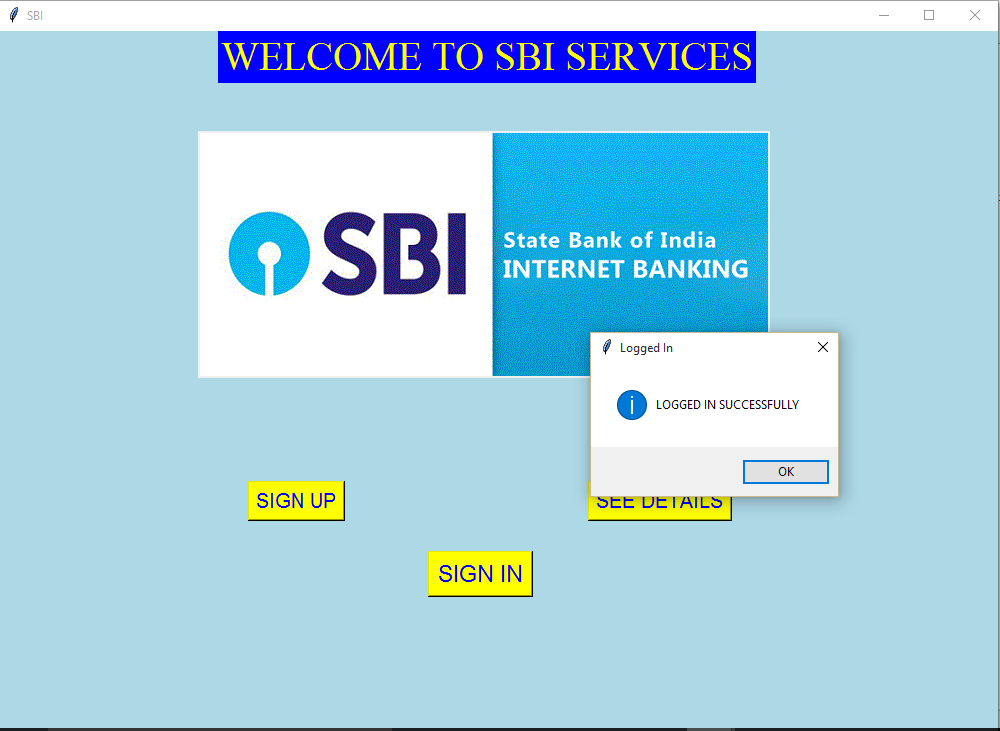 SBI
WELCOME TO SBI SERVICES
SBI
State Bank of India
INTERNET BANKING
Logged In
i
LOGGED IN SUCCESSFULLY
OK
SIGN UP
SEE DETAILS
SIGN IN